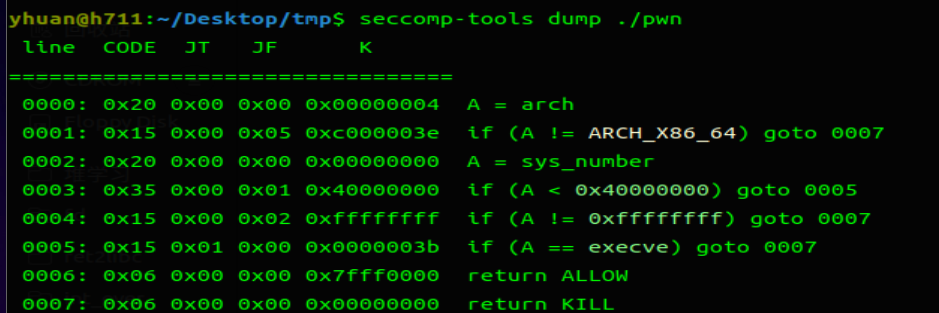 yhuan@h711:~/Desktop/tmp$ seccomp-tools dump ./pwn
line CODE JT JF K
=================================
0000: 0x20 0x00 0x00 0x00000004 A = arch
0001: 0x15 0x00 0x05 0xc000003e if (A != ARCH_X86_64) goto 0007
0002: 0x20 0x00 0x00 0x00000000 A = sys_number
0003: 0x35 0x00 0x01 0x40000000 if (A < 0x40000000) goto 0005
0004: 0x15 0x00 0x02 0xffffffff if (A != 0xffffffff) goto 0007
0005: 0x15 0x01 0x00 0x0000003b if (A == execve) goto 0007
0006: 0x06 0x00 0x00 0x7fff0000 return ALLOW
0007: 0x06 0x00 0x00 0x00000000 return KILL